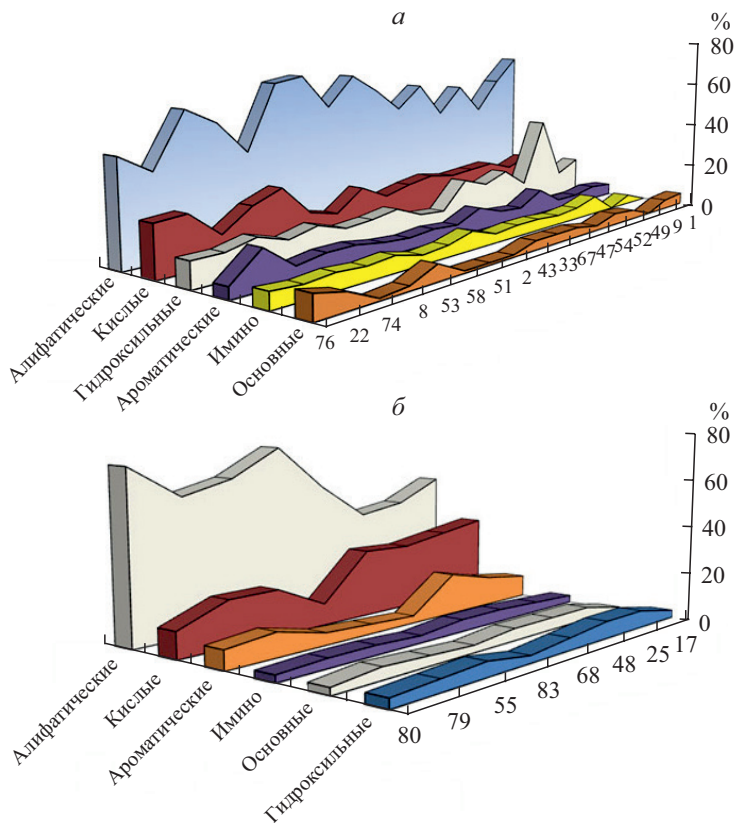 а
%
80
60
40
20
0
Алифатические
Кислые
Гидроксильные
Ароматические
Имино
Основные
76 22 74 8 53 58 51 2 43 33 67 47 54 52 49 9 1
б
%
80
60
40
20
0
Алифатические
Кислые
Ароматические
Имино
Основные
Гидроксильные
80 79 55 83 68 48 25 17